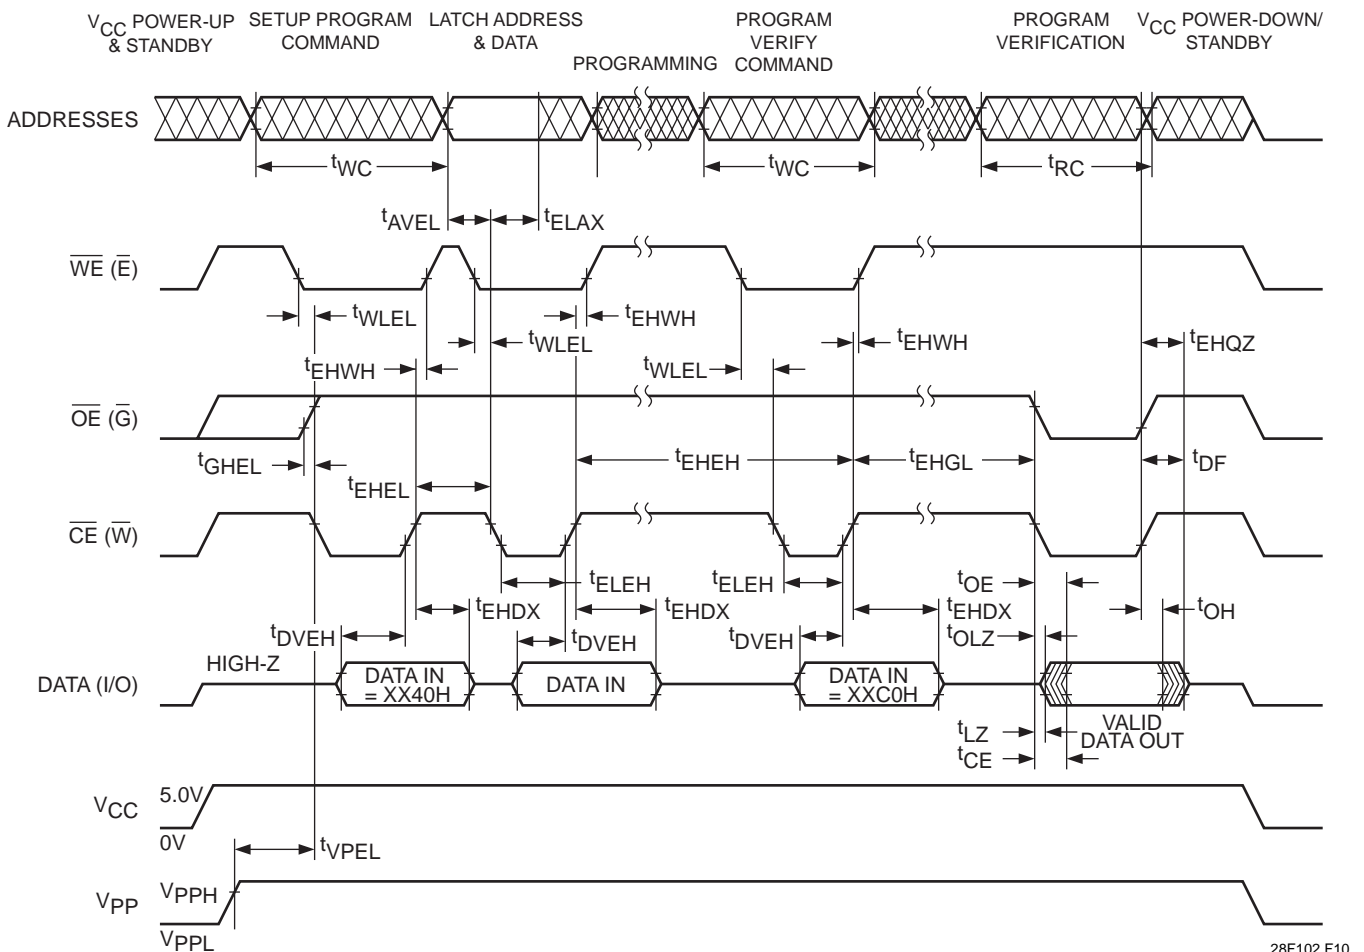 VCC POWER-UP
& STANDBY
SETUP PROGRAM
COMMAND
LATCH ADDRESS
& DATA
PROGRAMMING
PROGRAM
VERIFY
COMMAND
PROGRAM
VERIFICATION
VCC POWER-DOWN/
STANDBY
ADDRESSES
tWC
tWC
tRC
tAVEL
tELAX
WE (E)
tWLEL
tWLEL
tEHWH
tEHWH
tEHQZ
tEHWH
tWLEL
OE (G)
tGHEL
tEHEL
tEHEH
tEHGL
tDF
CE (W)
tELEH
tELEH
tOE
tEHDX
tEHDX
tEHDX
tOH
tDVEH
tDVEH
tDVEH
tOLZ
HIGH-Z
DATA (I/O)
DATA IN
= XX40H
DATA IN
DATA IN
= XXC0H
VALID
DATA OUT
tLZ
tCE
VCC
5.0V
0V
tVPEL
VPP
VPPH
VPPL
28F102 F10